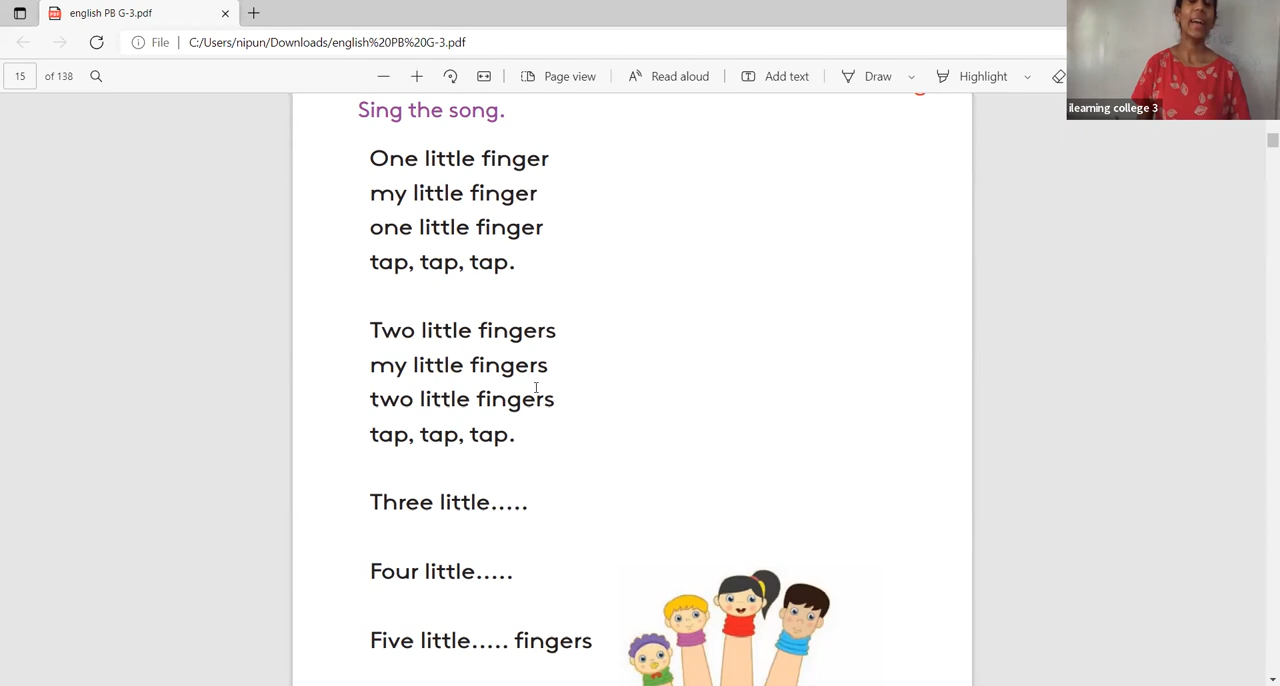 english PB G-3.pdf
File | C:/Users/nipun/Downloads/english%20PB%20G-3.pdf
15 of 138
Page view
Read aloud
Add text
Draw
Highlight
ilearning college 3
Sing the song.
One little finger
my little finger
one little finger
tap, tap, tap.
Two little fingers
my little fingers
two little fingers
tap, tap, tap.
Three little.....
Four little.....
Five little..... fingers